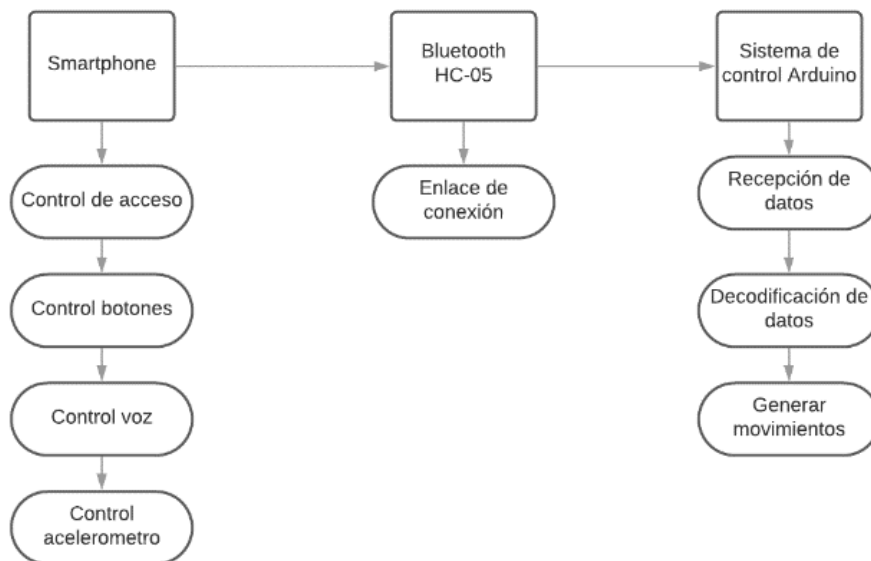 Smartphone
Bluetooth
HC-05
Sistema de
control Arduino
Control de acceso
Enlace de
conexión
Recepción de
datos
Control botones
Decodificación de
datos
Control voz
Generar
movimientos
Control
acelerometro